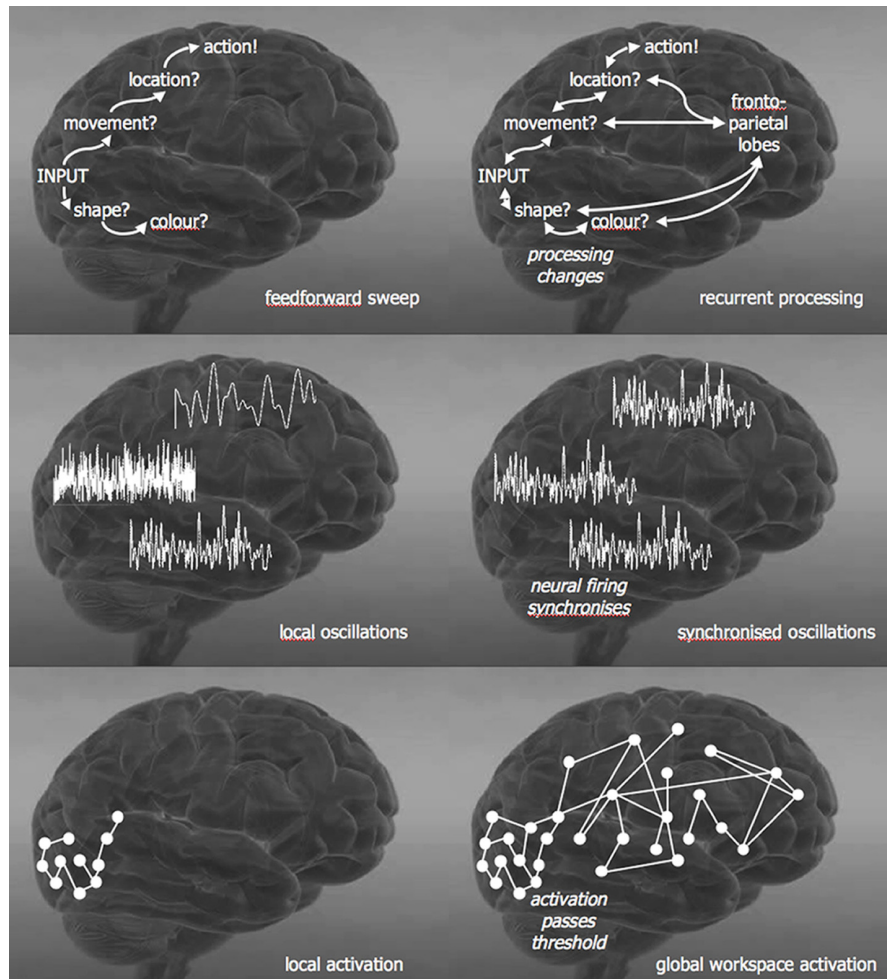 action!
location?
movement?
INPUT
shape?
colour?
feedforward sweep
action!
location?
fronto-
parietal
lobes
movement?
INPUT
shape?
colour?
processing
changes
recurrent processing
local oscillations
neural firing
synchronises
synchronised oscillations
local activation
activation
passes
threshold
global workspace activation